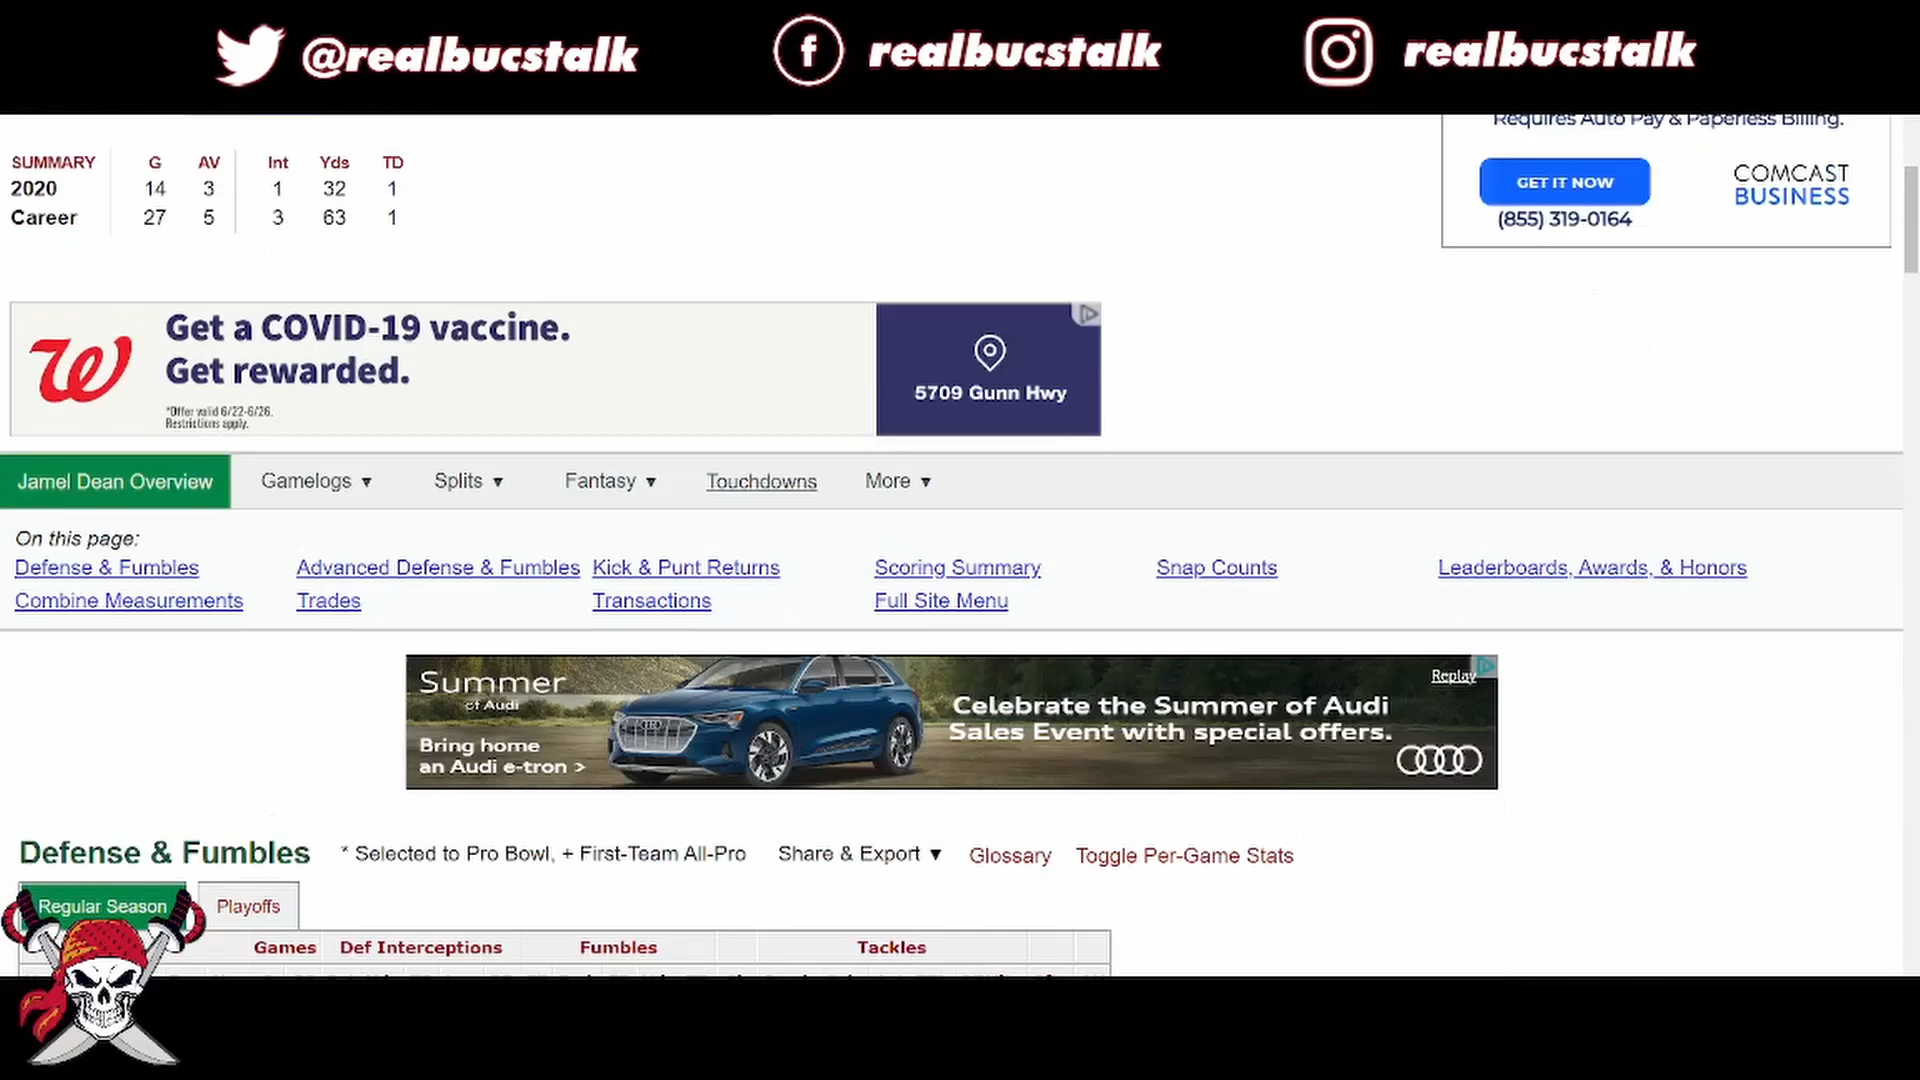 @realbucstalk
realbucstalk
realbucstalk
Requires Auto Pay & Paperless Billing.
GET IT NOW
(855) 319-0164
COMCAST
BUSINESS
SUMMARY G AV Int Yds TD
2020 14 3 1 32 1
Career 27 5 3 63 1
Get a COVID-19 vaccine.
Get rewarded.
*Offer valid 6/22-6/26.
Restrictions apply.
5709 Gunn Hwy
Jamel Dean Overview Gamelogs ▼ Splits ▼ Fantasy ▼ Touchdowns More ▼
On this page:
Defense & Fumbles Advanced Defense & Fumbles Kick & Punt Returns Scoring Summary Snap Counts Leaderboards, Awards, & Honors
Combine Measurements Trades Transactions Full Site Menu
Summer
of Audi
Bring home
an Audi e-tron >
Celebrate the Summer of Audi
Sales Event with special offers.
Replay
Defense & Fumbles * Selected to Pro Bowl, + First-Team All-Pro Share & Export ▼ Glossary Toggle Per-Game Stats
Regular Season Playoffs
Games Def Interceptions Fumbles Tackles